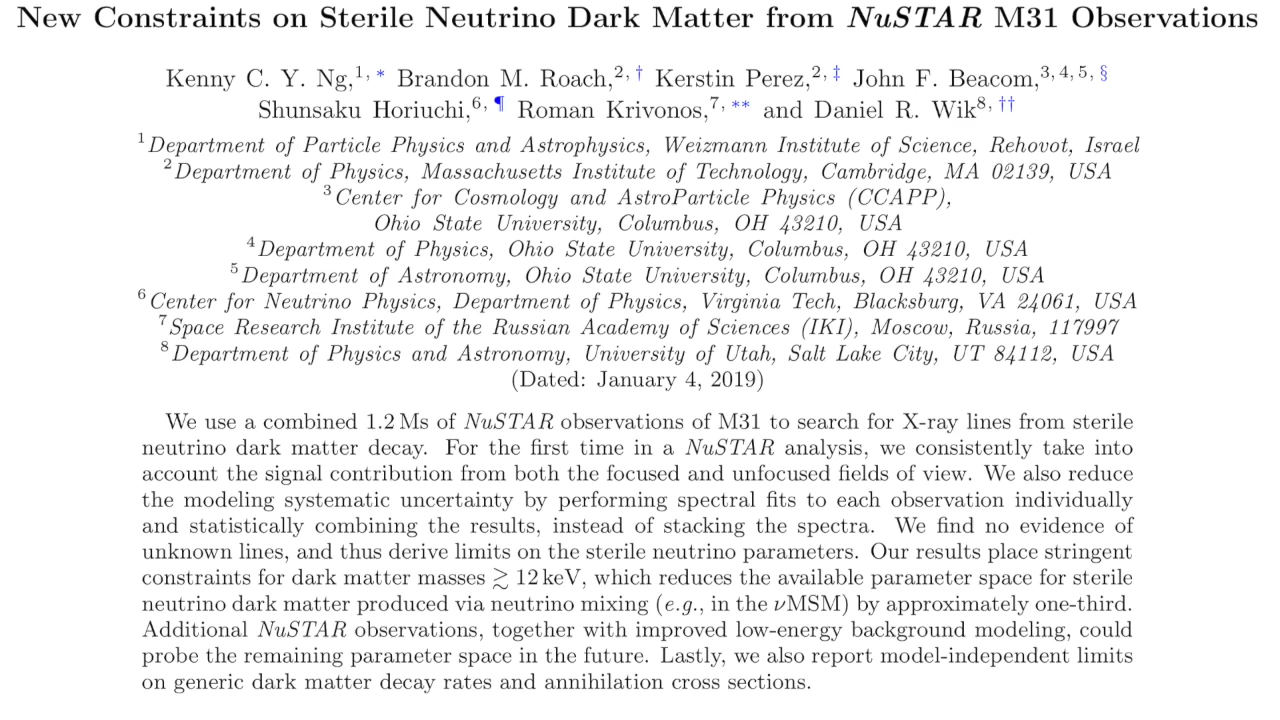 New Constraints on Sterile Neutrino Dark Matter from NuSTAR M31 Observations
Kenny C. Y. Ng,1, * Brandon M. Roach,2, † Kerstin Perez,2, ‡ John F. Beacom,3, 4, 5, §
Shunsaku Horiuchi,6, ¶ Roman Krivonos,7, ** and Daniel R. Wik8, ††
1Department of Particle Physics and Astrophysics, Weizmann Institute of Science, Rehovot, Israel
2Department of Physics, Massachusetts Institute of Technology, Cambridge, MA 02139, USA
3Center for Cosmology and AstroParticle Physics (CCAPP),
Ohio State University, Columbus, OH 43210, USA
4Department of Physics, Ohio State University, Columbus, OH 43210, USA
5Department of Astronomy, Ohio State University, Columbus, OH 43210, USA
6Center for Neutrino Physics, Department of Physics, Virginia Tech, Blacksburg, VA 24061, USA
7Space Research Institute of the Russian Academy of Sciences (IKI), Moscow, Russia, 117997
8Department of Physics and Astronomy, University of Utah, Salt Lake City, UT 84112, USA
(Dated: January 4, 2019)
We use a combined 1.2 Ms of NuSTAR observations of M31 to search for X-ray lines from sterile
neutrino dark matter decay. For the first time in a NuSTAR analysis, we consistently take into
account the signal contribution from both the focused and unfocused fields of view. We also reduce
the modeling systematic uncertainty by performing spectral fits to each observation individually
and statistically combining the results, instead of stacking the spectra. We find no evidence of
unknown lines, and thus derive limits on the sterile neutrino parameters. Our results place stringent
constraints for dark matter masses ≳ 12 keV, which reduces the available parameter space for sterile
neutrino dark matter produced via neutrino mixing (e.g., in the νMSM) by approximately one-third.
Additional NuSTAR observations, together with improved low-energy background modeling, could
probe the remaining parameter space in the future. Lastly, we also report model-independent limits
on generic dark matter decay rates and annihilation cross sections.